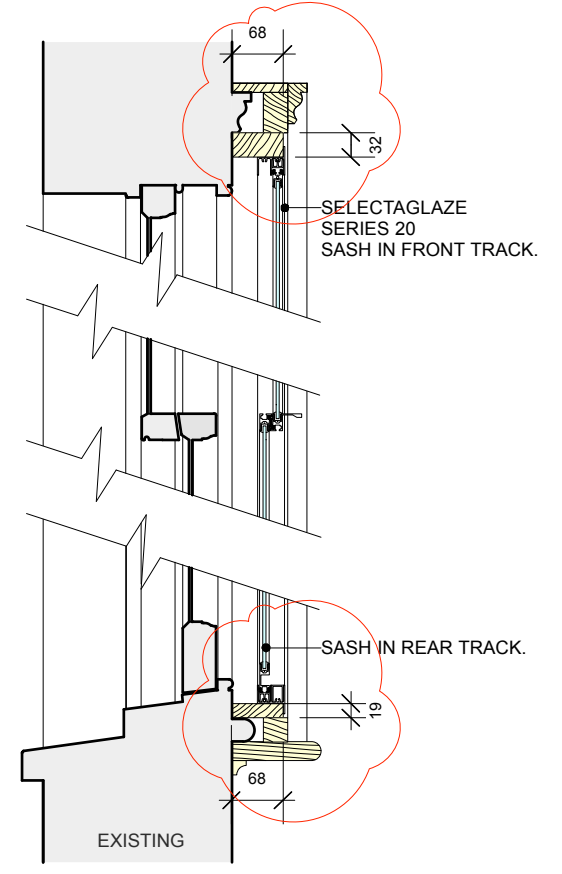 68
32
SELECTAGLAZE
SERIES 20
SASH IN FRONT TRACK.
SASH IN REAR TRACK.
19
68
EXISTING